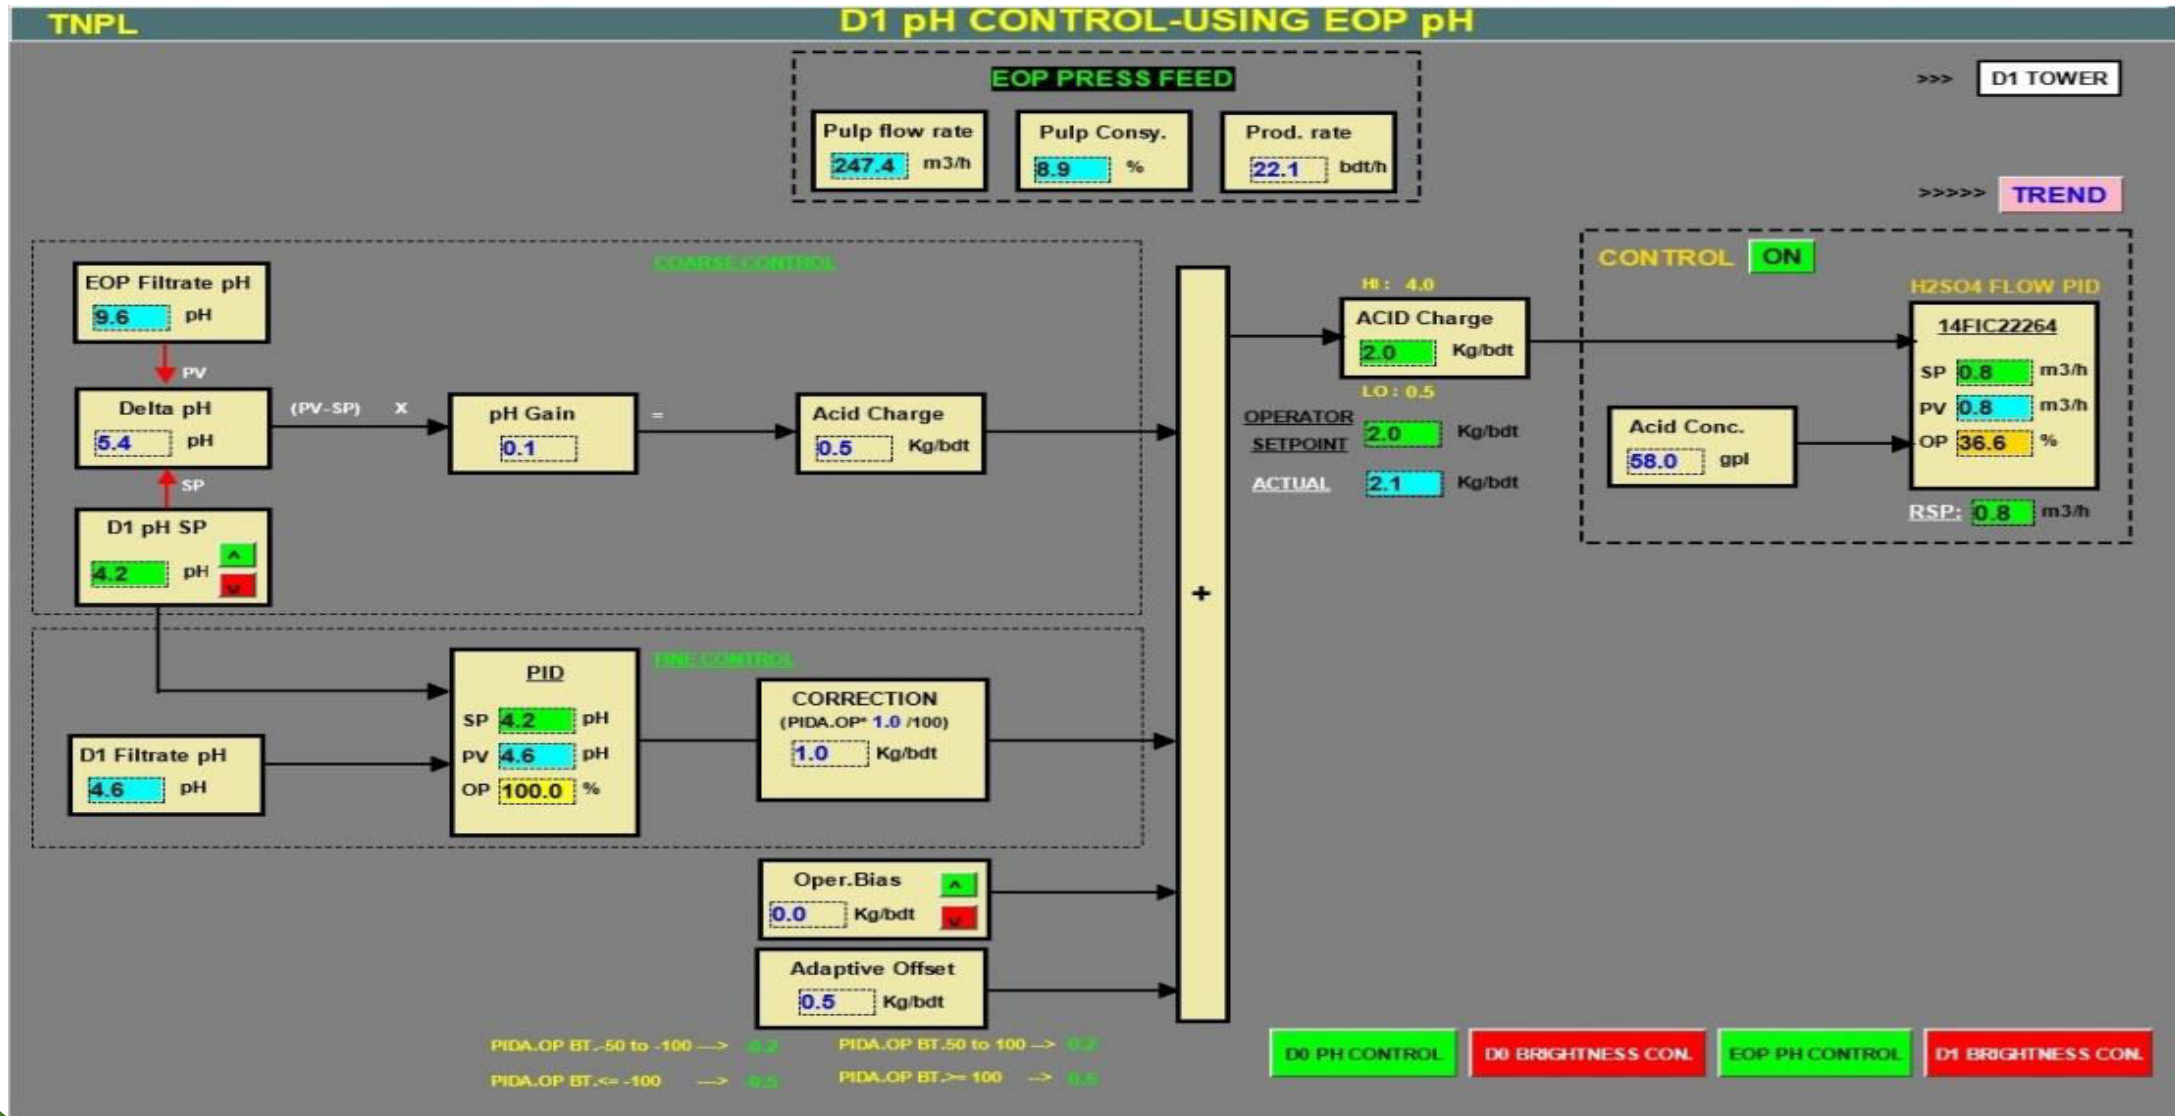 TNPL
D1 pH CONTROL-USING EOP pH
EOP PRESS FEED
>>> D1 TOWER
Pulp flow rate
247.4 m3/h
Pulp Consy.
8.9 %
Prod. rate
22.1 bdt/h
>>>>> TREND
COARSE CONTROL
EOP Filtrate pH
9.6 pH
PV
Delta pH
5.4 pH
(PV-SP) X
pH Gain
0.1
=
Acid Charge
0.5 Kg/bdt
SP
D1 pH SP
^
4.2 pH
v
FINE CONTROL
PID
SP 4.2 pH
PV 4.6 pH
OP 100.0 %
D1 Filtrate pH
4.6 pH
CORRECTION
(PIDA.OP* 1.0 /100)
1.0 Kg/bdt
Oper.Bias ^
0.0 Kg/bdt v
Adaptive Offset
0.5 Kg/bdt
+
HI : 4.0
ACID Charge
2.0 Kg/bdt
LO : 0.5
OPERATOR
SETPOINT 2.0 Kg/bdt
ACTUAL 2.1 Kg/bdt
CONTROL ON
H2SO4 FLOW PID
14FIC22264
SP 0.8 m3/h
PV 0.8 m3/h
OP 36.6 %
Acid Conc.
58.0 gpl
RSP: 0.8 m3/h
PIDA.OP BT.-50 to -100 ---> -0.2
PIDA.OP BT.50 to 100 --> 0.2
PIDA.OP BT.<= -100 ---> -0.5
PIDA.OP BT.>= 100 --> 0.5
D0 PH CONTROL
D0 BRIGHTNESS CON.
EOP PH CONTROL
D1 BRIGHTNESS CON.